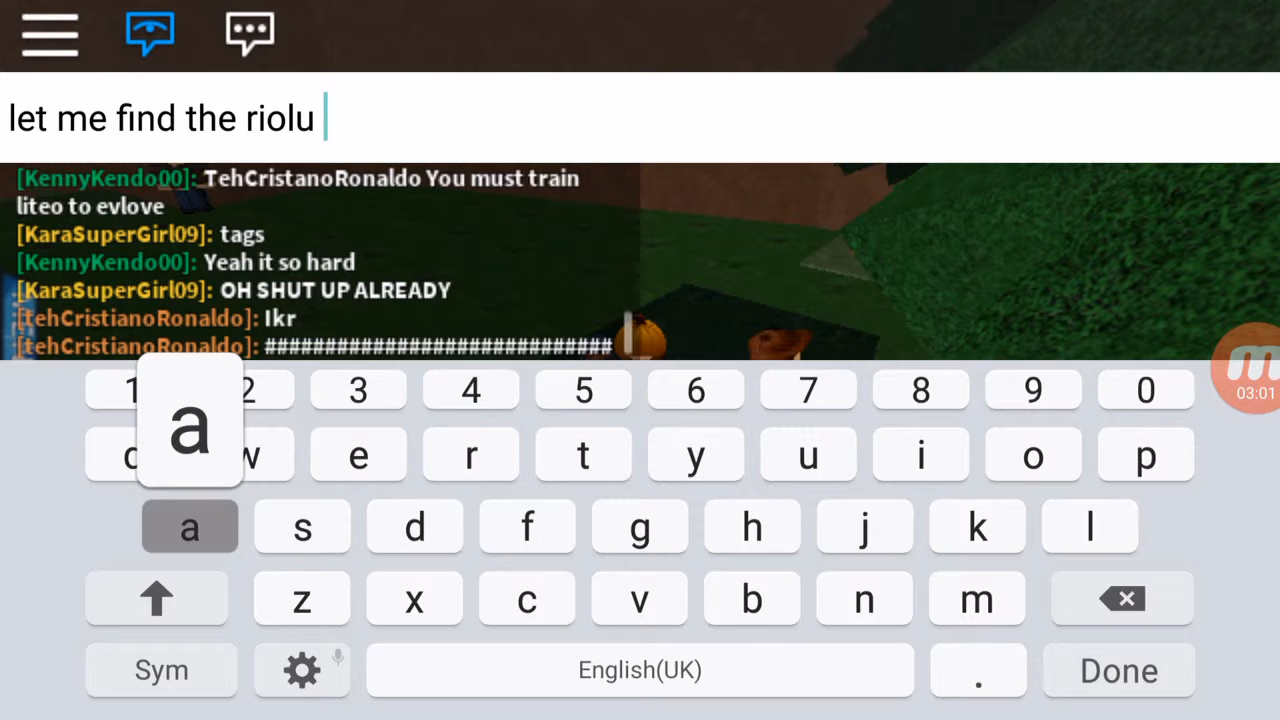 let me find the riolu
[KennyKendo00]: TehCristanoRonaldo You must train
liteo to evlove
[KaraSuperGirl09]: tags
[KennyKendo00]: Yeah it so hard
[KaraSuperGirl09]: OH SHUT UP ALREADY
[tehCristianoRonaldo]: Ikr
[tehCristianoRonaldo]: ############################
03:01
1 2 3 4 5 6 7 8 9 0
q w e r t y u i o p
a
a s d f g h j k l
z x c v b n m
Sym English(UK) . Done